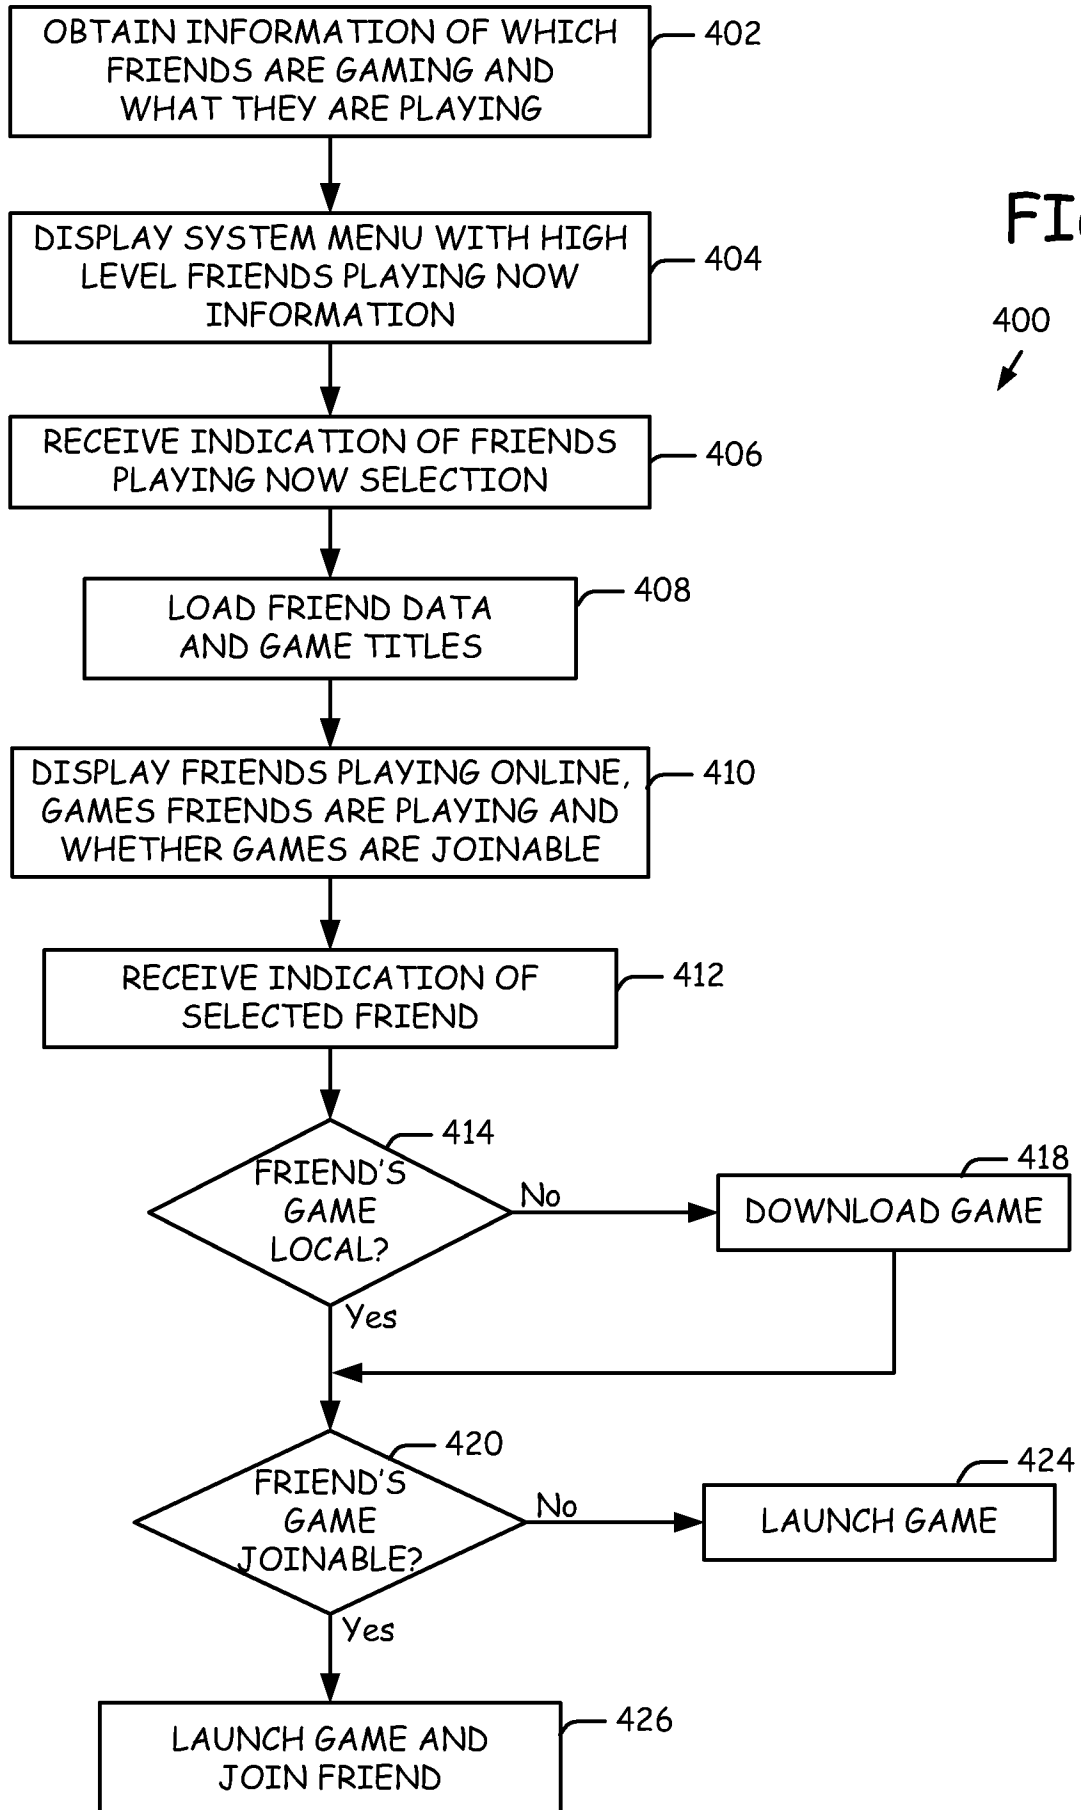 OBTAIN INFORMATION OF WHICH
FRIENDS ARE GAMING AND
WHAT THEY ARE PLAYING
402
DISPLAY SYSTEM MENU WITH HIGH
LEVEL FRIENDS PLAYING NOW
INFORMATION
404
400
RECEIVE INDICATION OF FRIENDS
PLAYING NOW SELECTION
406
LOAD FRIEND DATA
AND GAME TITLES
408
DISPLAY FRIENDS PLAYING ONLINE,
GAMES FRIENDS ARE PLAYING AND
WHETHER GAMES ARE JOINABLE
410
RECEIVE INDICATION OF
SELECTED FRIEND
412
FRIEND'S
GAME
LOCAL?
414
No
Yes
DOWNLOAD GAME
418
FRIEND'S
GAME
JOINABLE?
420
No
Yes
LAUNCH GAME
424
LAUNCH GAME AND
JOIN FRIEND
426